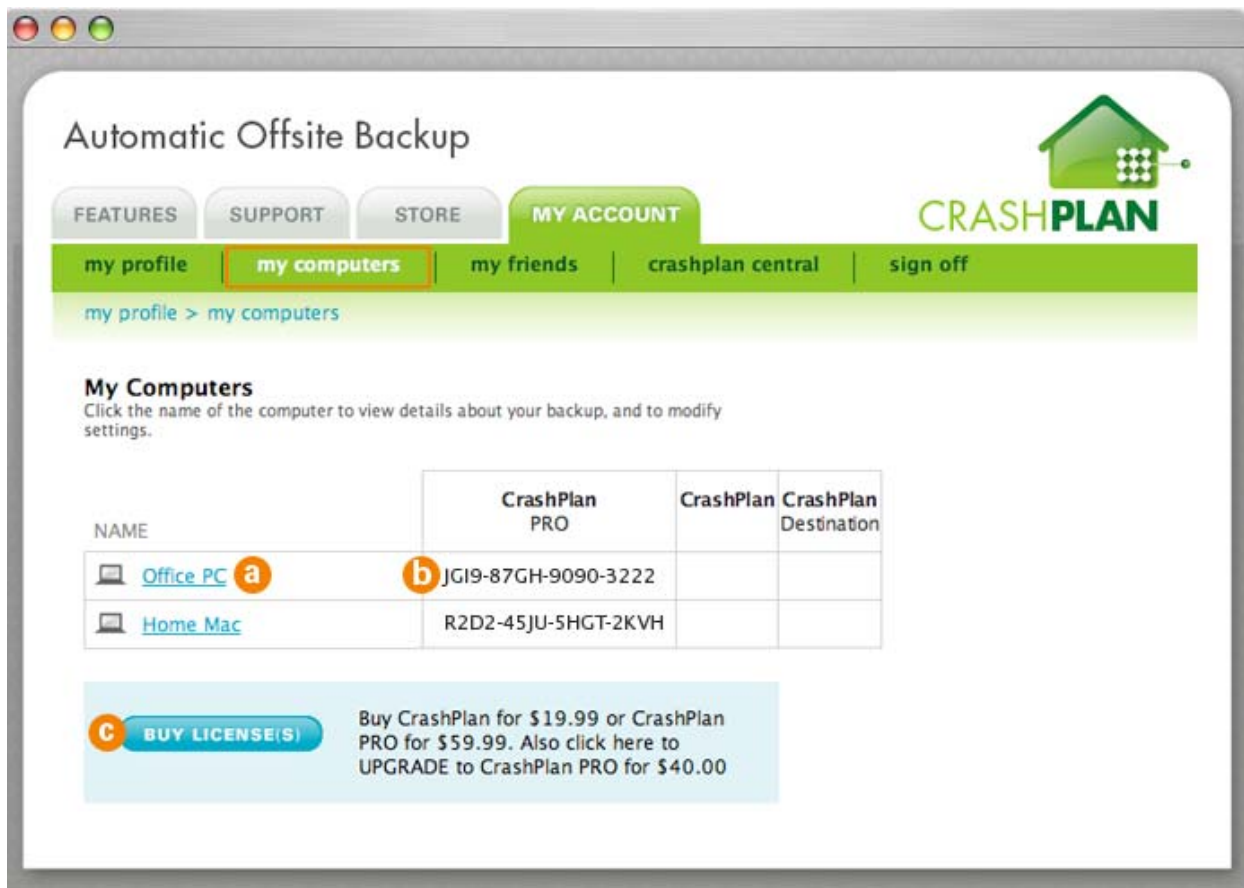 Automatic Offsite Backup
CRASHPLAN
FEATURES SUPPORT STORE MY ACCOUNT
my profile my computers my friends crashplan central sign off
my profile > my computers
My Computers
Click the name of the computer to view details about your backup, and to modify
settings.
NAME CrashPlan PRO CrashPlan CrashPlan Destination
Office PC a b JGI9-87GH-9090-3222
Home Mac R2D2-45JU-5HGT-2KVH
c BUY LICENSE(S)
Buy CrashPlan for $19.99 or CrashPlan
PRO for $59.99. Also click here to
UPGRADE to CrashPlan PRO for $40.00